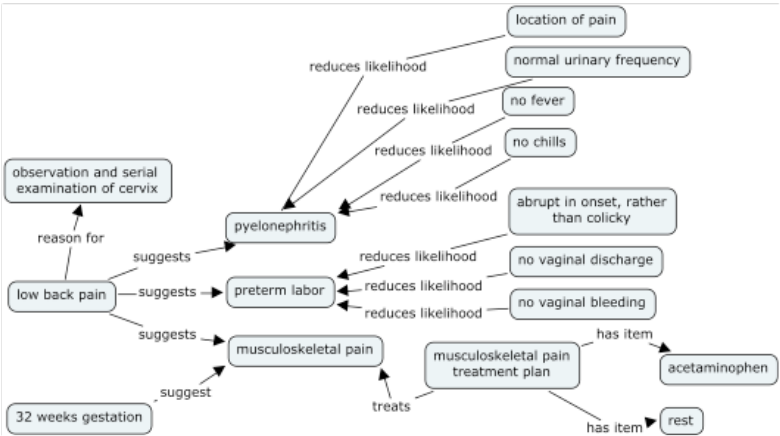 location of pain
reduces likelihood
normal urinary frequency
reduces likelihood
no fever
reduces likelihood
no chills
reduces likelihood
observation and serial
examination of cervix
reason for
low back pain
suggests
pyelonephritis
abrupt in onset, rather
than colicky
reduces likelihood
suggests
preterm labor
no vaginal discharge
reduces likelihood
no vaginal bleeding
reduces likelihood
suggests
musculoskeletal pain
suggest
32 weeks gestation
treats
musculoskeletal pain
treatment plan
has item
acetaminophen
has item
rest